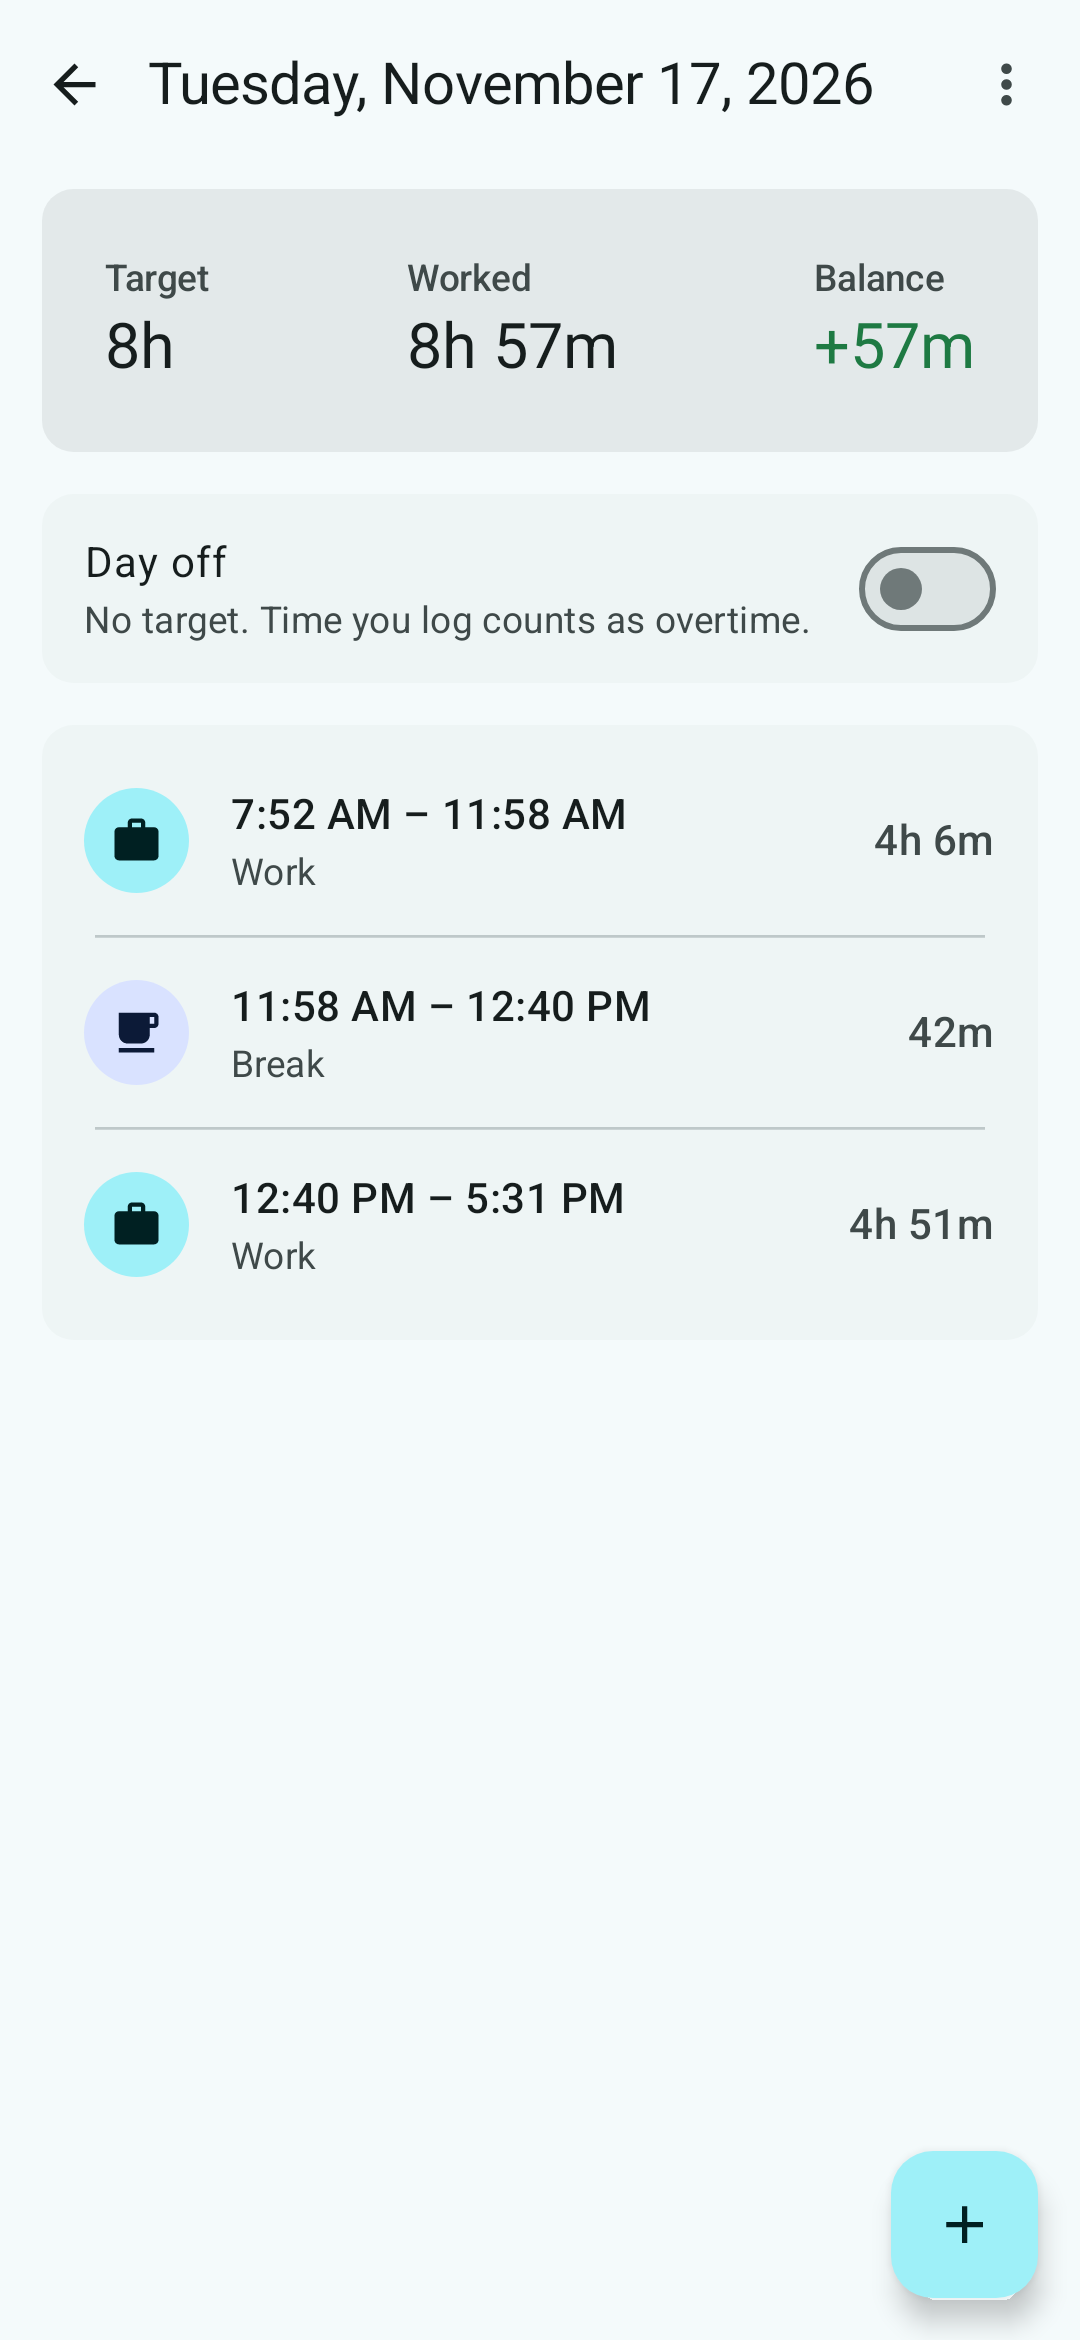 Tuesday, November 17, 2026
Target
Worked
Balance
8h
8h 57m
+57m
Day off
No target. Time you log counts as overtime.
7:52 AM – 11:58 AM
Work
4h 6m
11:58 AM – 12:40 PM
Break
42m
12:40 PM – 5:31 PM
Work
4h 51m